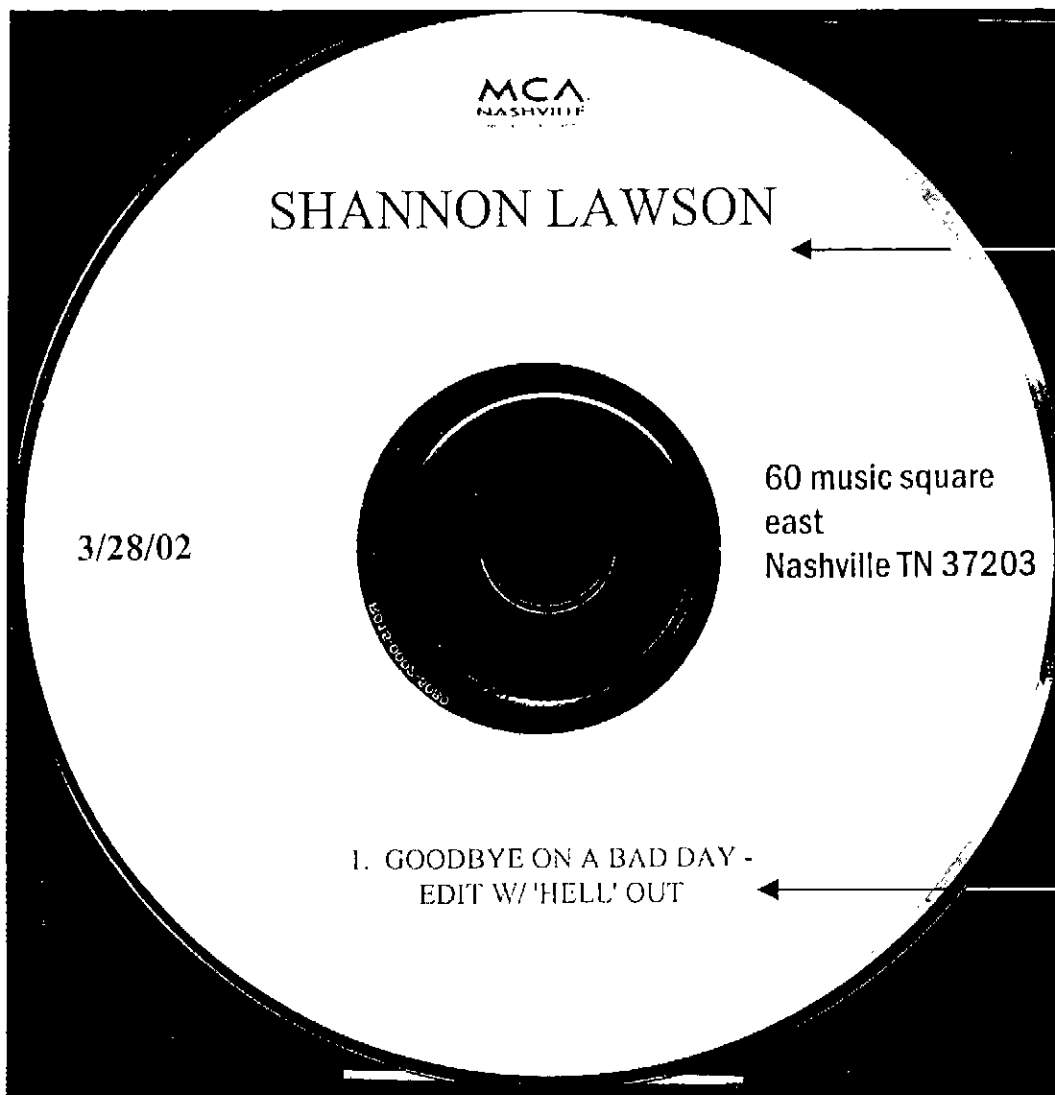 MCA
NASHVILLE
SHANNON LAWSON
3/28/02
60 music square
east
Nashville TN 37203
1. GOODBYE ON A BAD DAY -
EDIT W/ 'HELL' OUT